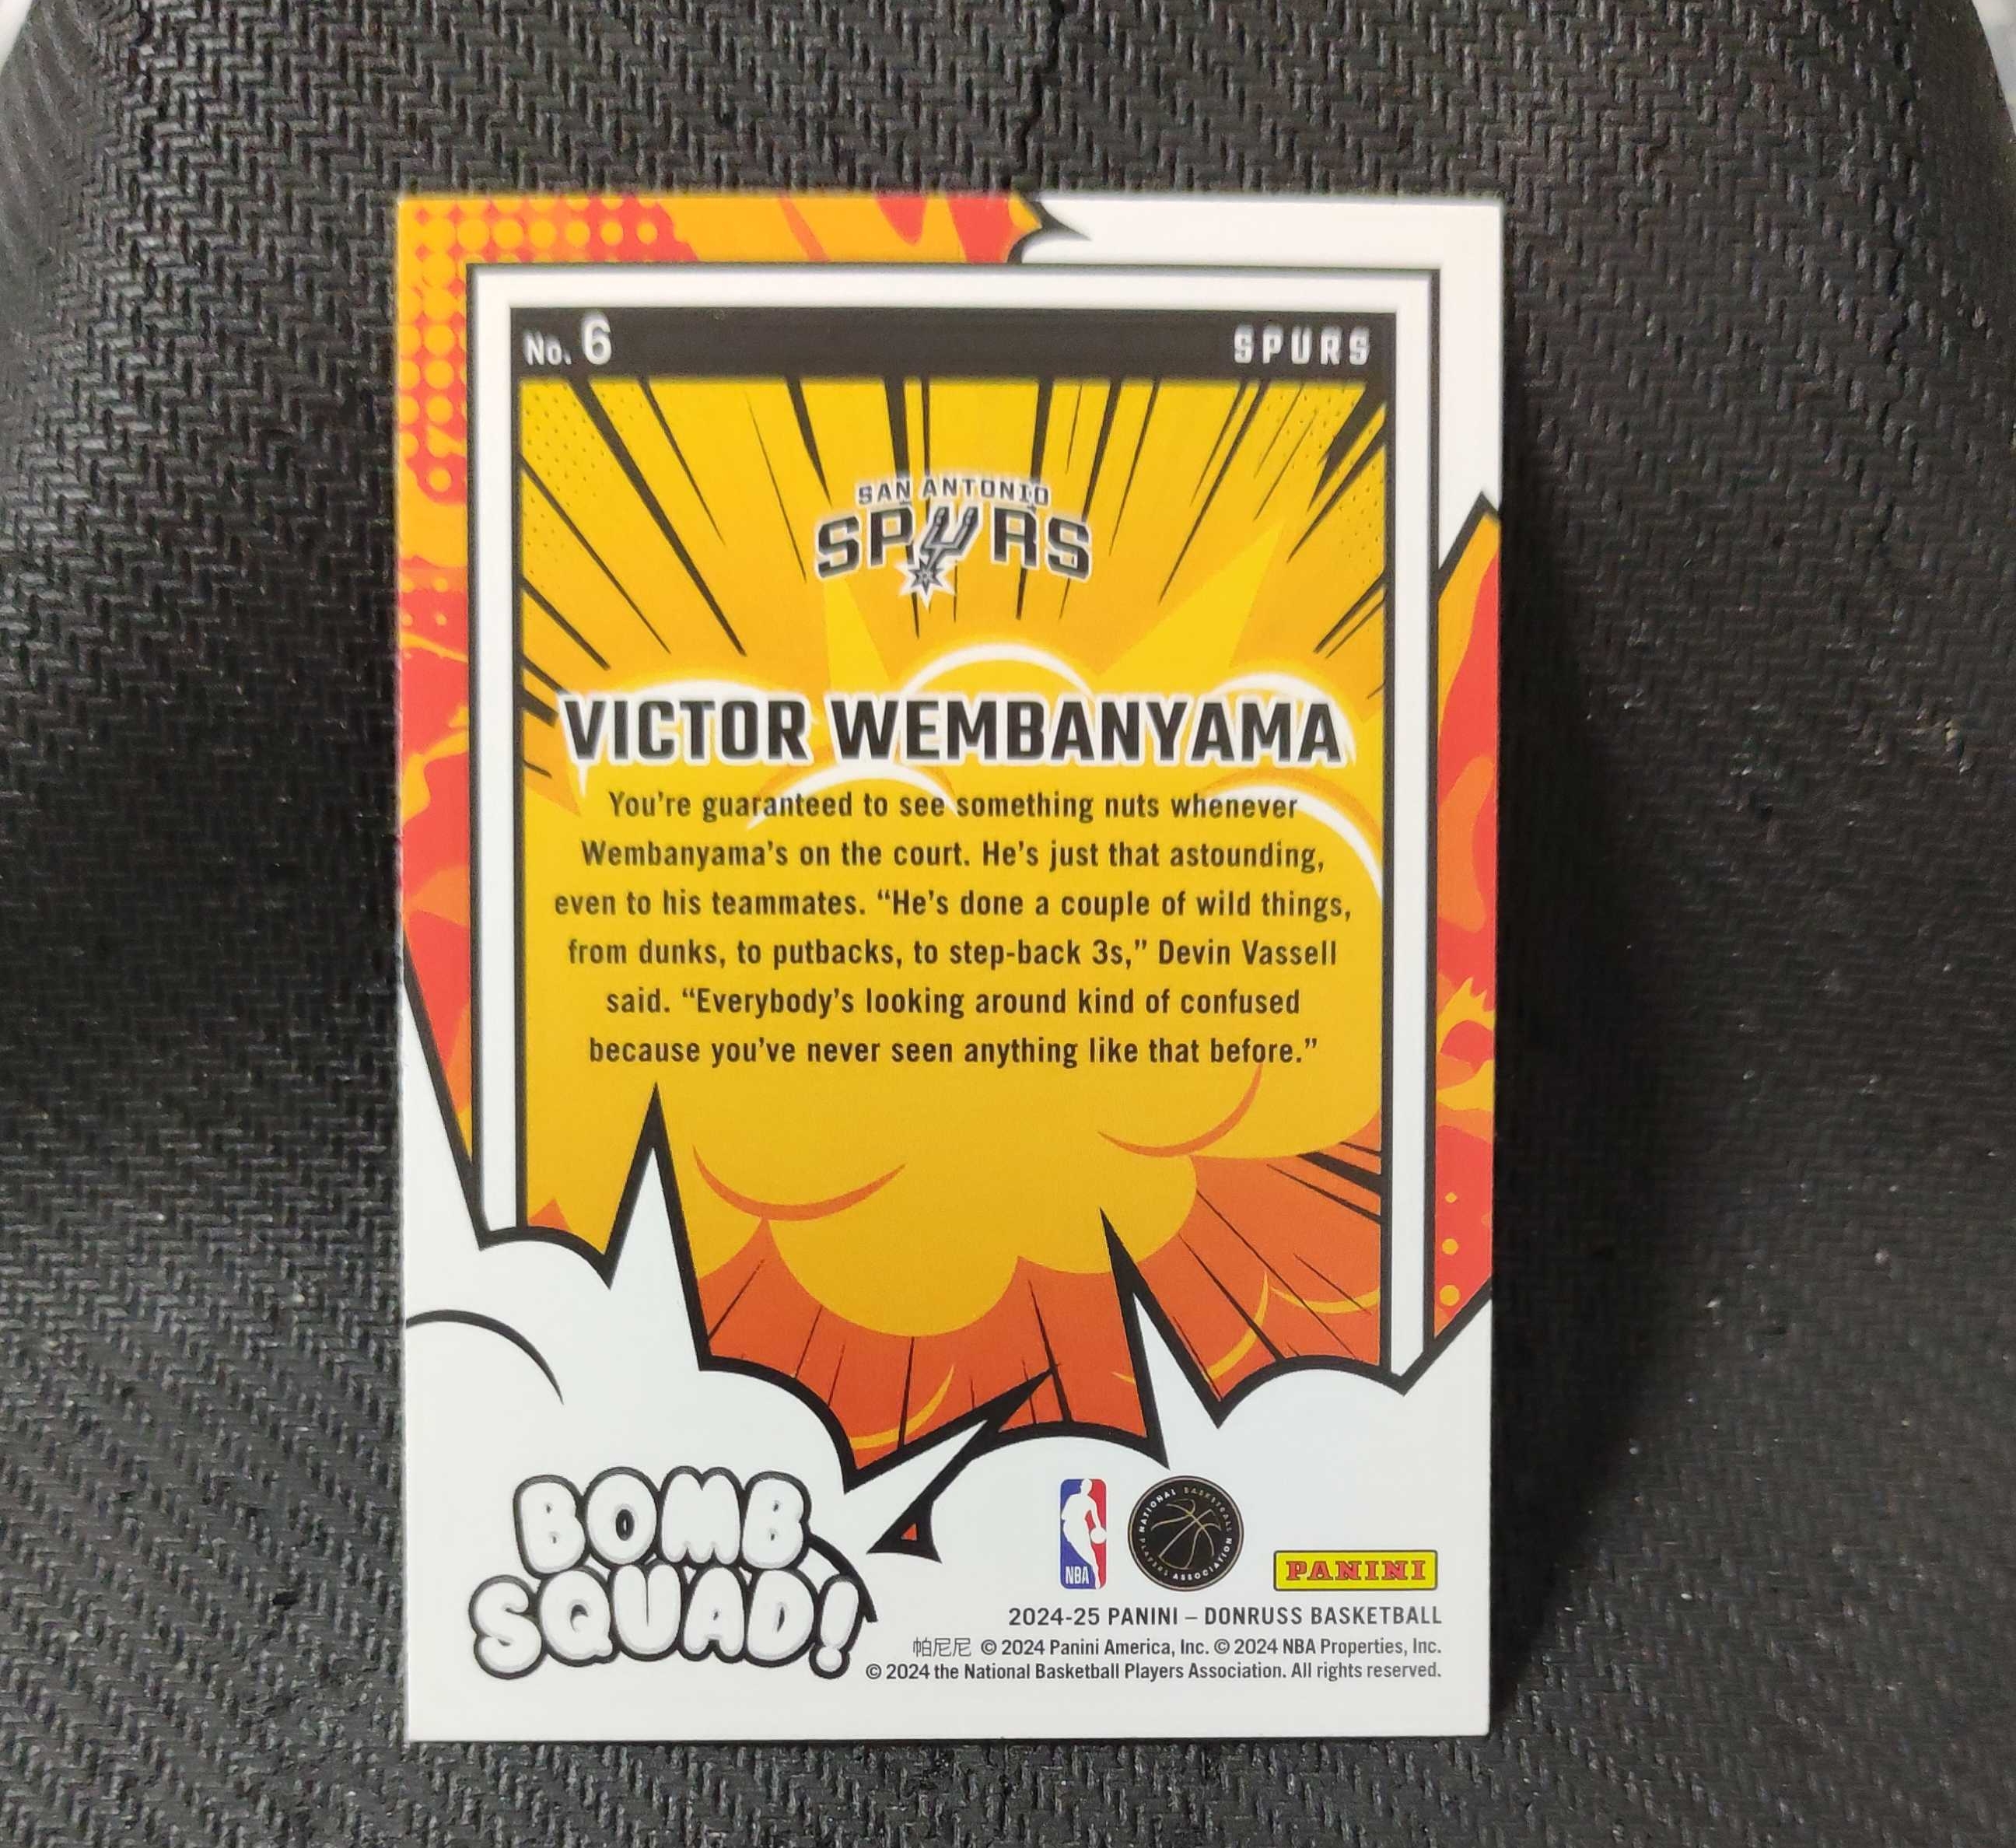 No. 6
SPURS
SAN ANTONIO
SPURS
VICTOR WEMBANYAMA
You're guaranteed to see something nuts whenever
Wembanyama's on the court. He's just that astounding,
even to his teammates. “He's done a couple of wild things,
from dunks, to putbacks, to step-back 3s,” Devin Vassell
said. “Everybody's looking around kind of confused
because you've never seen anything like that before.”
BOMB
SQUAD!
NBA
NATIONAL BASKETBALL
PLAYERS ASSOCIATION
PANINI
2024-25 PANINI – DONRUSS BASKETBALL
帕尼尼 © 2024 Panini America, Inc. © 2024 NBA Properties, Inc.
© 2024 the National Basketball Players Association. All rights reserved.